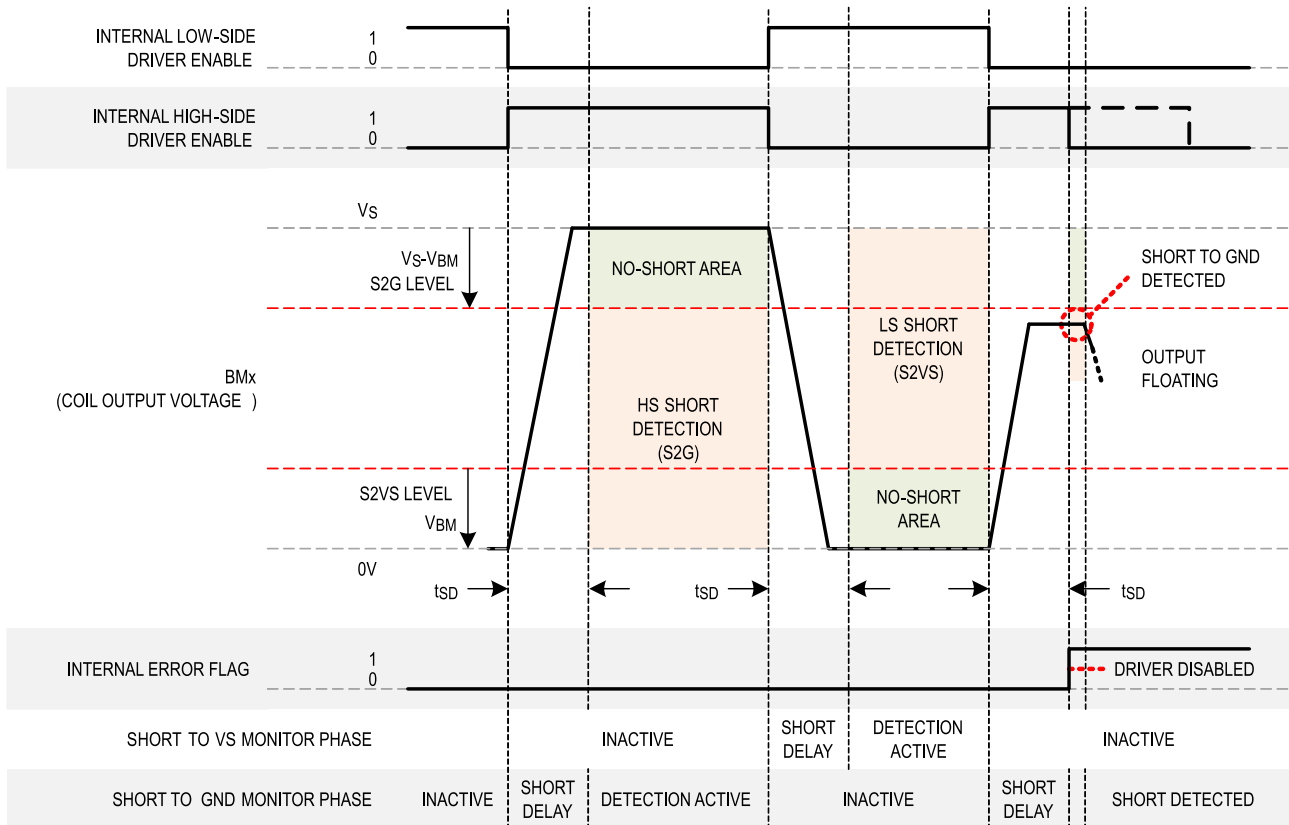 INTERNAL LOW-SIDE
DRIVER ENABLE
1
0
INTERNAL HIGH-SIDE
DRIVER ENABLE
1
0
VS
VS-VBM
S2G LEVEL
NO-SHORT AREA
SHORT TO GND
DETECTED
LS SHORT
DETECTION
(S2VS)
OUTPUT
FLOATING
BMx
(COIL OUTPUT VOLTAGE )
HS SHORT
DETECTION
(S2G)
S2VS LEVEL
VBM
NO-SHORT
AREA
0V
tSD
tSD
tSD
INTERNAL ERROR FLAG
1
0
DRIVER DISABLED
SHORT TO VS MONITOR PHASE
INACTIVE
SHORT
DELAY
DETECTION
ACTIVE
INACTIVE
SHORT TO GND MONITOR PHASE
INACTIVE
SHORT
DELAY
DETECTION ACTIVE
INACTIVE
SHORT
DELAY
SHORT DETECTED